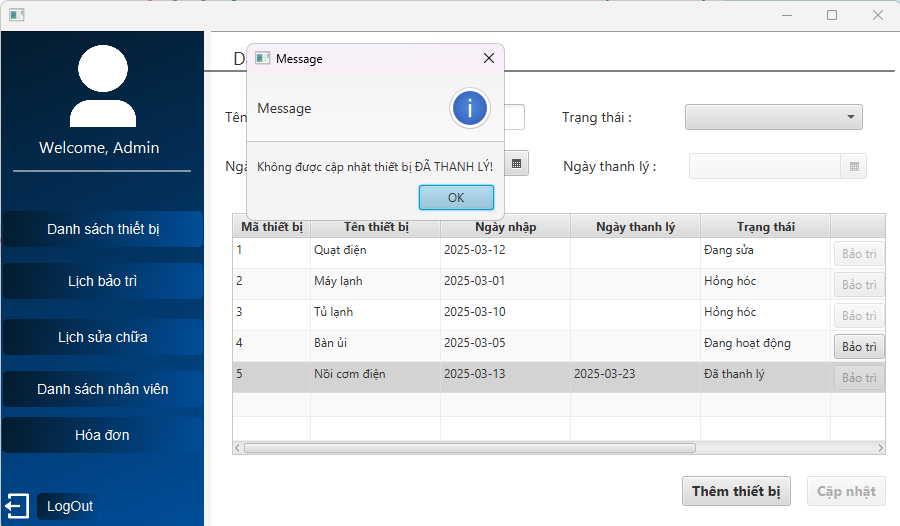 Welcome, Admin
Danh sách thiết bị
Lịch bảo trì
Lịch sửa chữa
Danh sách nhân viên
Hóa đơn
LogOut
Message
Message
Không được cập nhật thiết bị ĐÃ THANH LÝ!
OK
Trạng thái :
Ngày thanh lý :
Mã thiết bị Tên thiết bị Ngày nhập Ngày thanh lý Trạng thái
1 Quạt điện 2025-03-12 Đang sửa Bảo trì
2 Máy lạnh 2025-03-01 Hỏng hóc Bảo trì
3 Tủ lạnh 2025-03-10 Hỏng hóc Bảo trì
4 Bàn ủi 2025-03-05 Đang hoạt động Bảo trì
5 Nồi cơm điện 2025-03-13 2025-03-23 Đã thanh lý Bảo trì
Thêm thiết bị Cập nhật